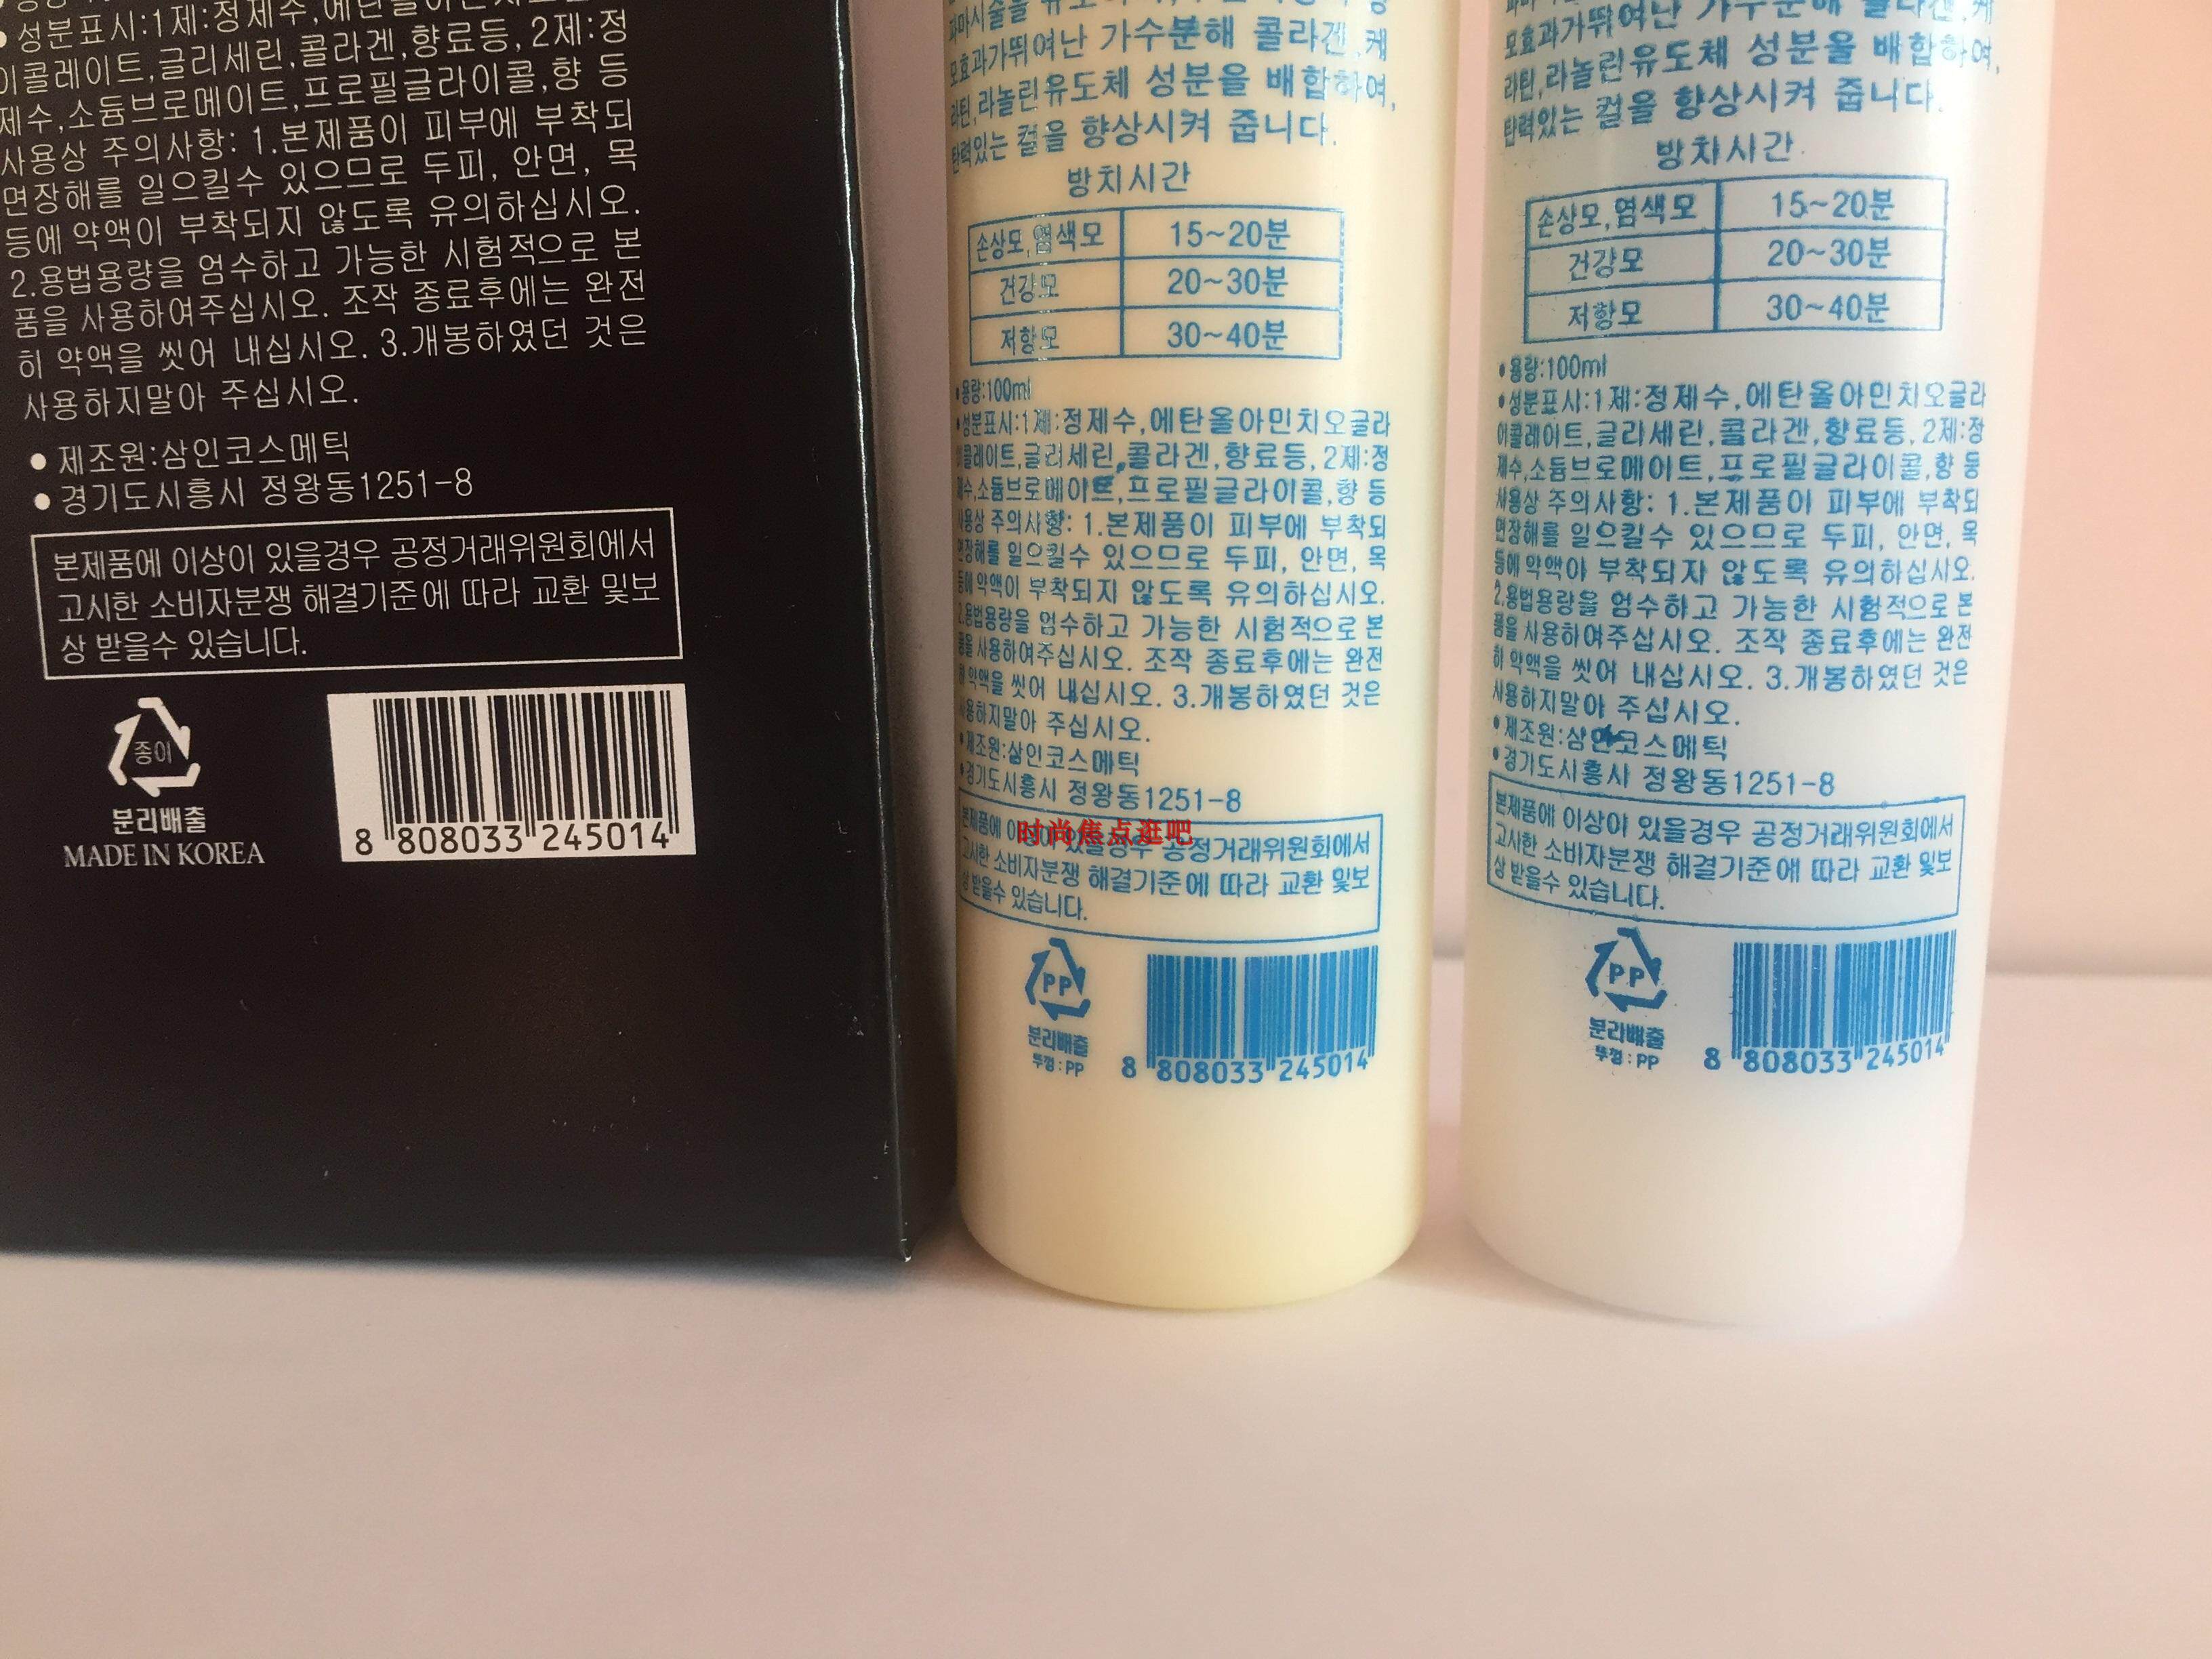 성분표시:1제:정제수,
이콜레이트,글리세린,콜라겐,향료등,2제:정
제수,소듐브로메이트,프로필글라이콜,향 등
사용상 주의사항: 1.본제품이 피부에 부착되
면장해를 일으킬수 있으므로 두피, 안면, 목
등에 약액이 부착되지 않도록 유의하십시오.
2.용법용량을 엄수하고 가능한 시험적으로 본
품을 사용하여주십시오. 조작 종료후에는 완전
히 약액을 씻어 내십시오. 3.개봉하였던 것은
사용하지말아 주십시오.
제조원:삼인코스메틱
경기도시흥시 정왕동1251-8
본제품에 이상이 있을경우 공정거래위원회에서
고시한 소비자분쟁 해결기준에 따라 교환 및보
상 받을수 있습니다.
종이
분리배출
MADE IN KOREA
8 808033 245014
모효과가뛰여난 가수분해 콜라겐,케
라틴,라놀린유도체 성분을 배합하여,
탄력있는 컬을 향상시켜 줍니다.
방치시간
손상모,염색모 15~20분
건강모 20~30분
저항모 30~40분
용량:100ml
성분표시:1제:정제수,에탄올아민치오글라
이콜레이트,글리세린,콜라겐,향료등,2제:정
제수,소듐브로메이트,프로필글라이콜,향 등
사용상 주의사항: 1.본제품이 피부에 부착되
면장해를 일으킬수 있으므로 두피, 안면, 목
등에 약액이 부착되지 않도록 유의하십시오.
2.용법용량을 엄수하고 가능한 시험적으로 본
품을 사용하여주십시오. 조작 종료후에는 완전
히 약액을 씻어 내십시오. 3.개봉하였던 것은
사용하지말아 주십시오.
제조원:삼인코스메틱
경기도시흥시 정왕동1251-8
본제품에 있을경우 공정거래위원회에서
时尚焦点逛吧
고시한 소비자분쟁 해결기준에 따라 교환 및보
상 받을수 있습니다.
PP
분리배출
뚜껑:PP
8 808033 245014
모효과가뛰여난 가수분해 콜라겐,케
라틴,라놀린유도체 성분을 배합하여,
탄력있는 컬을 향상시켜 줍니다.
방치시간
손상모,염색모 15~20분
건강모 20~30분
저항모 30~40분
용량:100ml
성분표시:1제:정제수,에탄올아민치오글라
이콜레이트,글리세린,콜라겐,향료등,2제:정
제수,소듐브로메이트,프로필글라이콜,향 등
사용상 주의사항: 1.본제품이 피부에 부착되
면장해를 일으킬수 있으므로 두피, 안면, 목
등에 약액이 부착되지 않도록 유의하십시오.
2.용법용량을 엄수하고 가능한 시험적으로 본
품을 사용하여주십시오. 조작 종료후에는 완전
히 약액을 씻어 내십시오. 3.개봉하였던 것은
사용하지말아 주십시오.
제조원:삼인코스메틱
경기도시흥시 정왕동1251-8
본제품에 이상이 있을경우 공정거래위원회에서
고시한 소비자분쟁 해결기준에 따라 교환 및보
상 받을수 있습니다.
PP
분리배출
뚜껑:PP
8 808033 245014